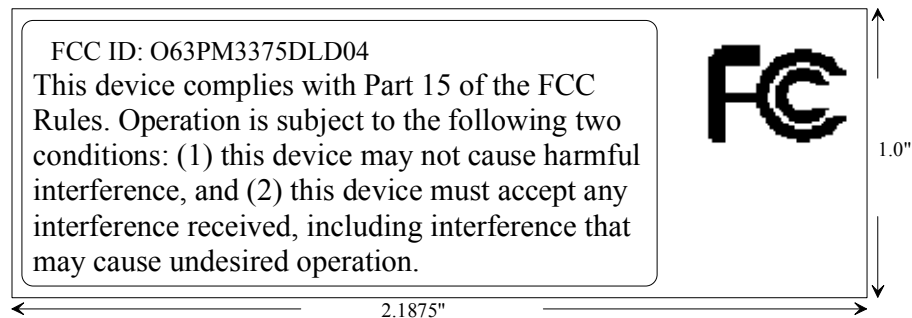 FCC ID: O63PM3375DLD04
This device complies with Part 15 of the FCC
Rules. Operation is subject to the following two
conditions: (1) this device may not cause harmful
interference, and (2) this device must accept any
interference received, including interference that
may cause undesired operation.
FCC
1.0"
2.1875"